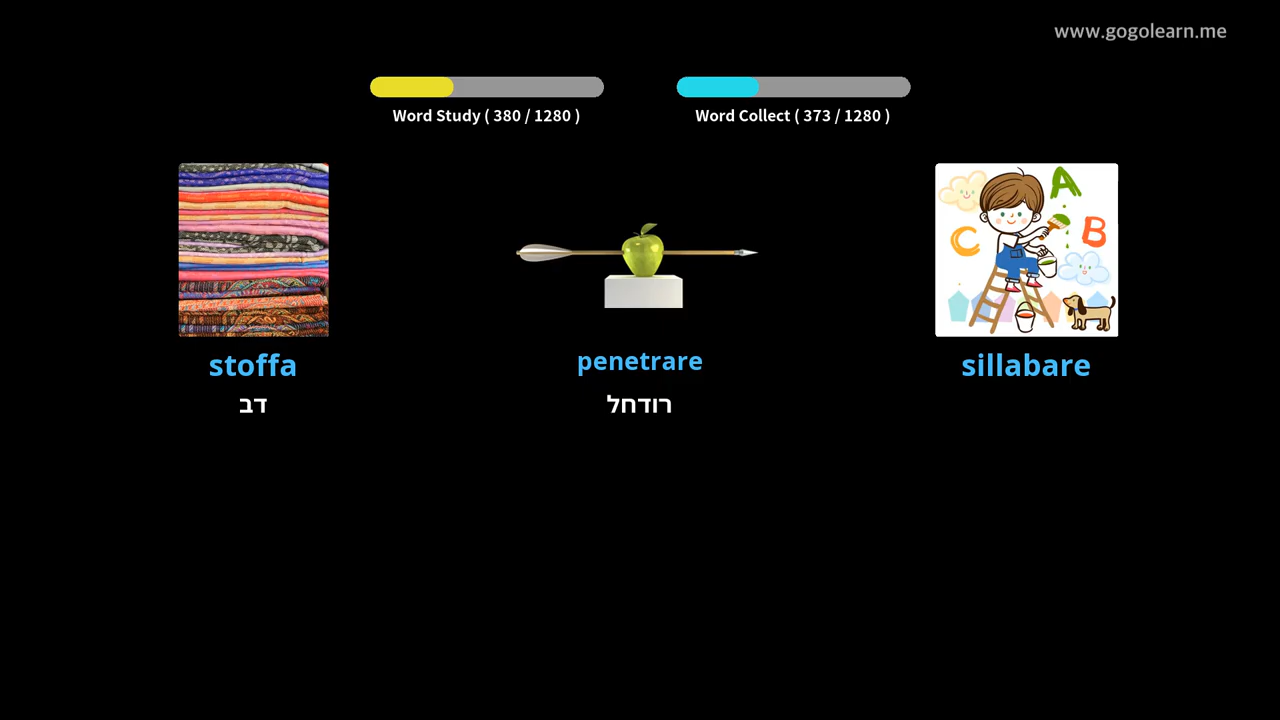 www.gogolearn.me
Word Study ( 380 / 1280 )
Word Collect ( 373 / 1280 )
A
B
C
stoffa
penetrare
sillabare
דב
רודחל